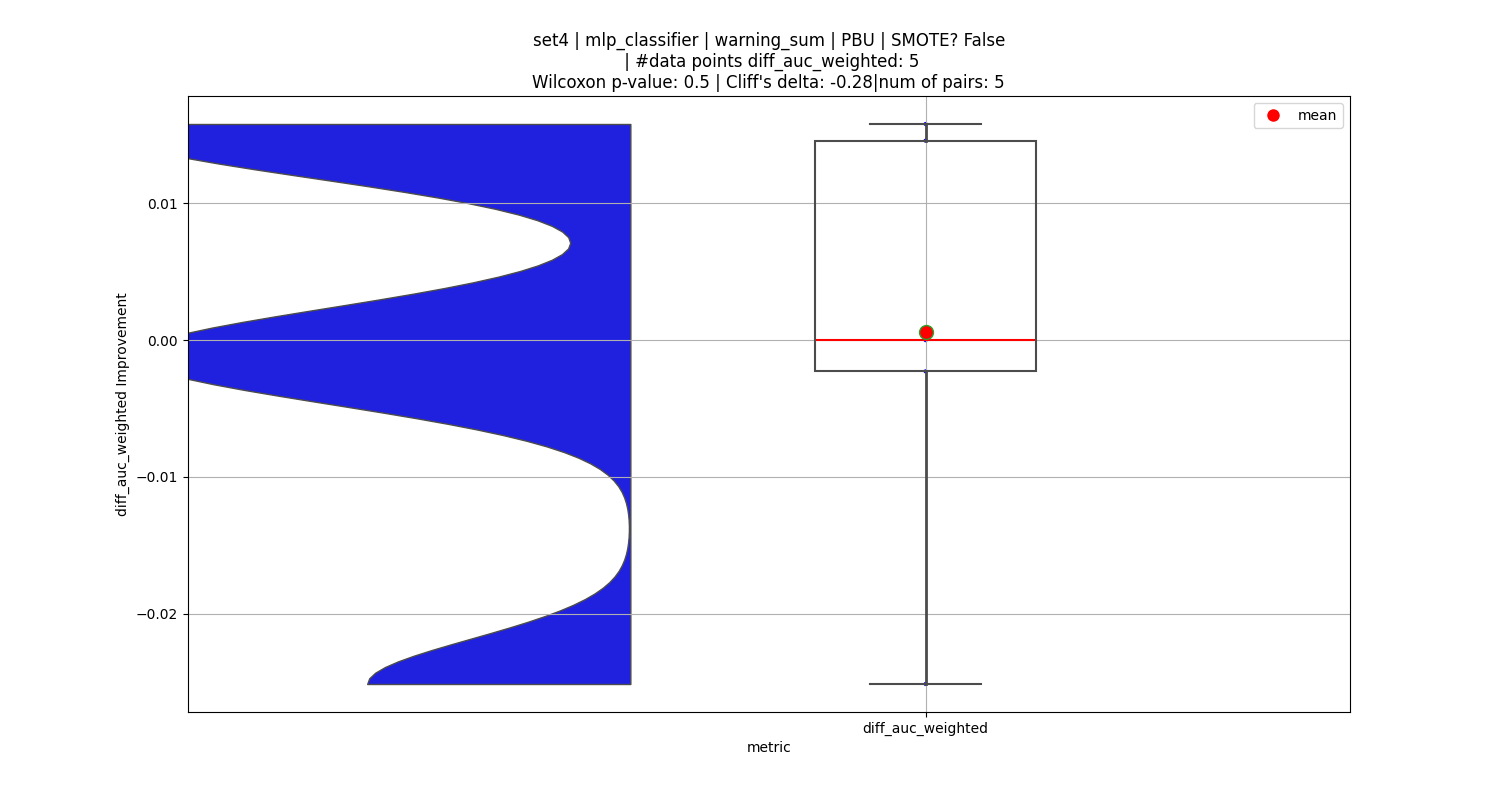 set4 | mlp_classifier | warning_sum | PBU | SMOTE? False
| #data points diff_auc_weighted: 5
Wilcoxon p-value: 0.5 | Cliff's delta: -0.28|num of pairs: 5
mean
0.01
0.00
−0.01
−0.02
diff_auc_weighted Improvement
diff_auc_weighted
metric